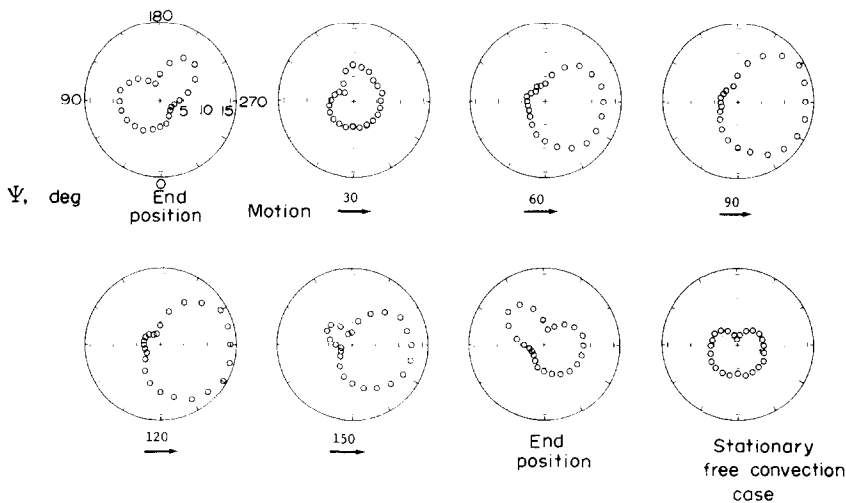 180
90
5 10 15
270
0
Ψ, deg
End
position
Motion
30
60
90
120
150
End
position
Stationary
free convection
case